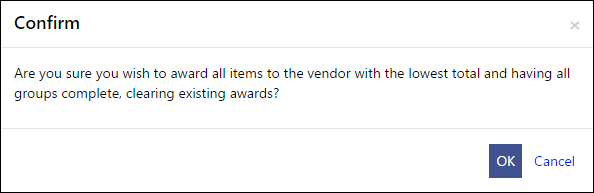 Confirm
×
Are you sure you wish to award all items to the vendor with the lowest total and having all
groups complete, clearing existing awards?
OK
Cancel